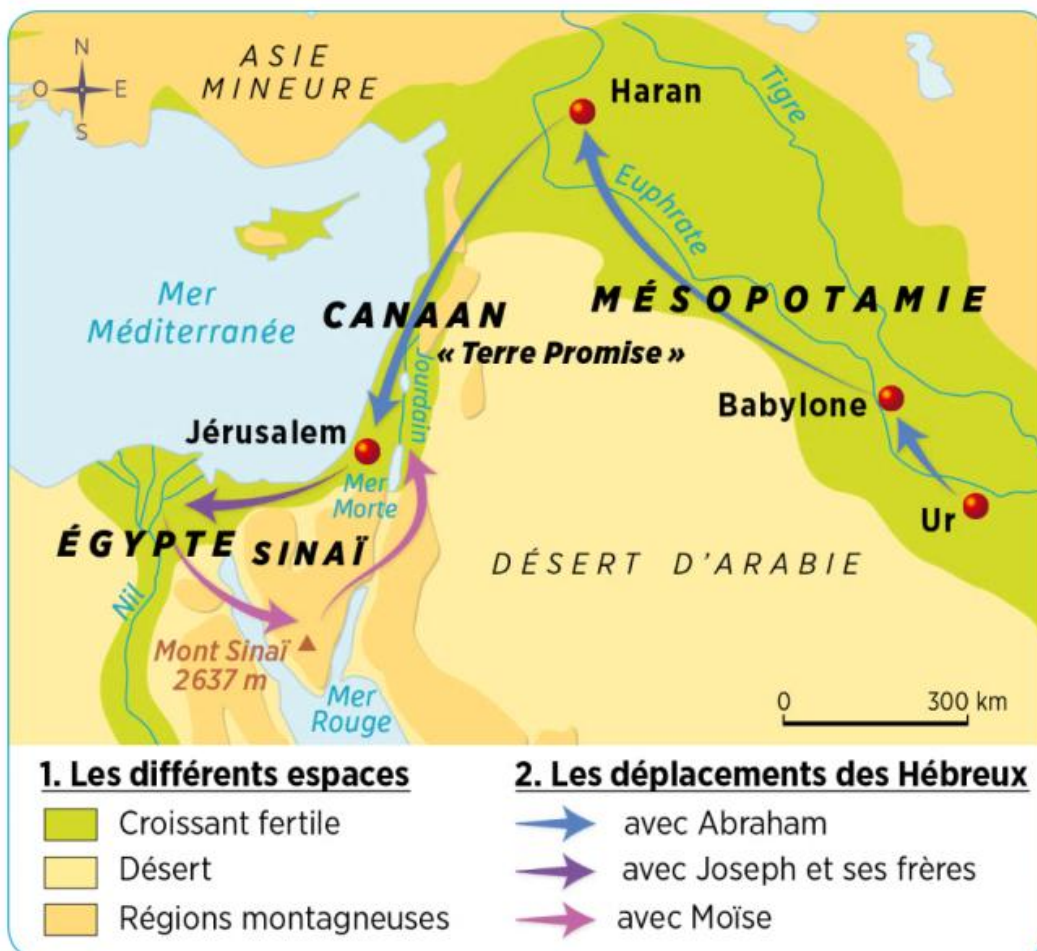 N
O
E
S
ASIE
MINEURE
Haran
Tigre
Euphrate
Mer
Méditerranée
CANAAN
« Terre Promise »
MÉSOPOTAMIE
Jourdain
Babylone
Jérusalem
Mer
Morte
Ur
ÉGYPTE
SINAÏ
DÉSERT D'ARABIE
Nil
Mont Sinaï
2637 m
Mer
Rouge
0 300 km
1. Les différents espaces
Croissant fertile
Désert
Régions montagneuses
2. Les déplacements des Hébreux
avec Abraham
avec Joseph et ses frères
avec Moïse